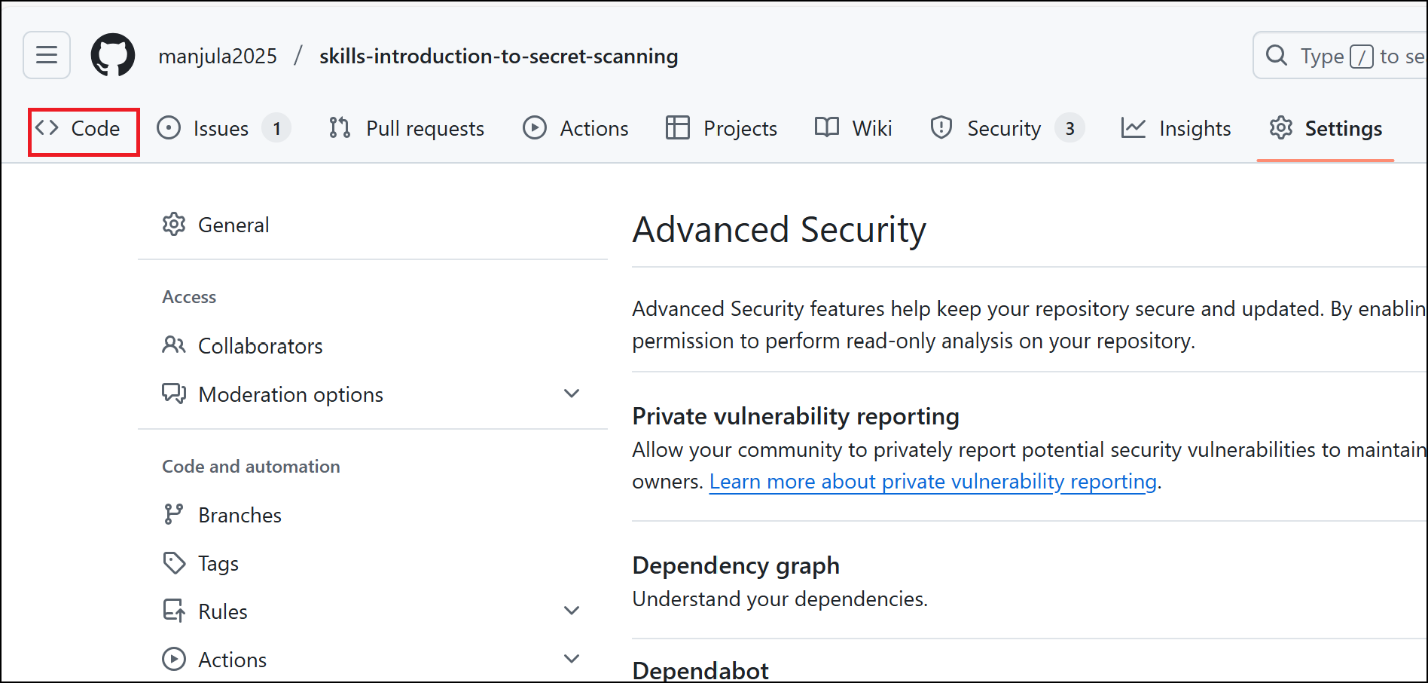 manjula2025 / skills-introduction-to-secret-scanning
Type / to se
Code Issues 1 Pull requests Actions Projects Wiki Security 3 Insights Settings
General
Access
Collaborators
Moderation options
Code and automation
Branches
Tags
Rules
Actions
Advanced Security
Advanced Security features help keep your repository secure and updated. By enablin
permission to perform read-only analysis on your repository.
Private vulnerability reporting
Allow your community to privately report potential security vulnerabilities to maintain
owners. Learn more about private vulnerability reporting.
Dependency graph
Understand your dependencies.
Dependabot